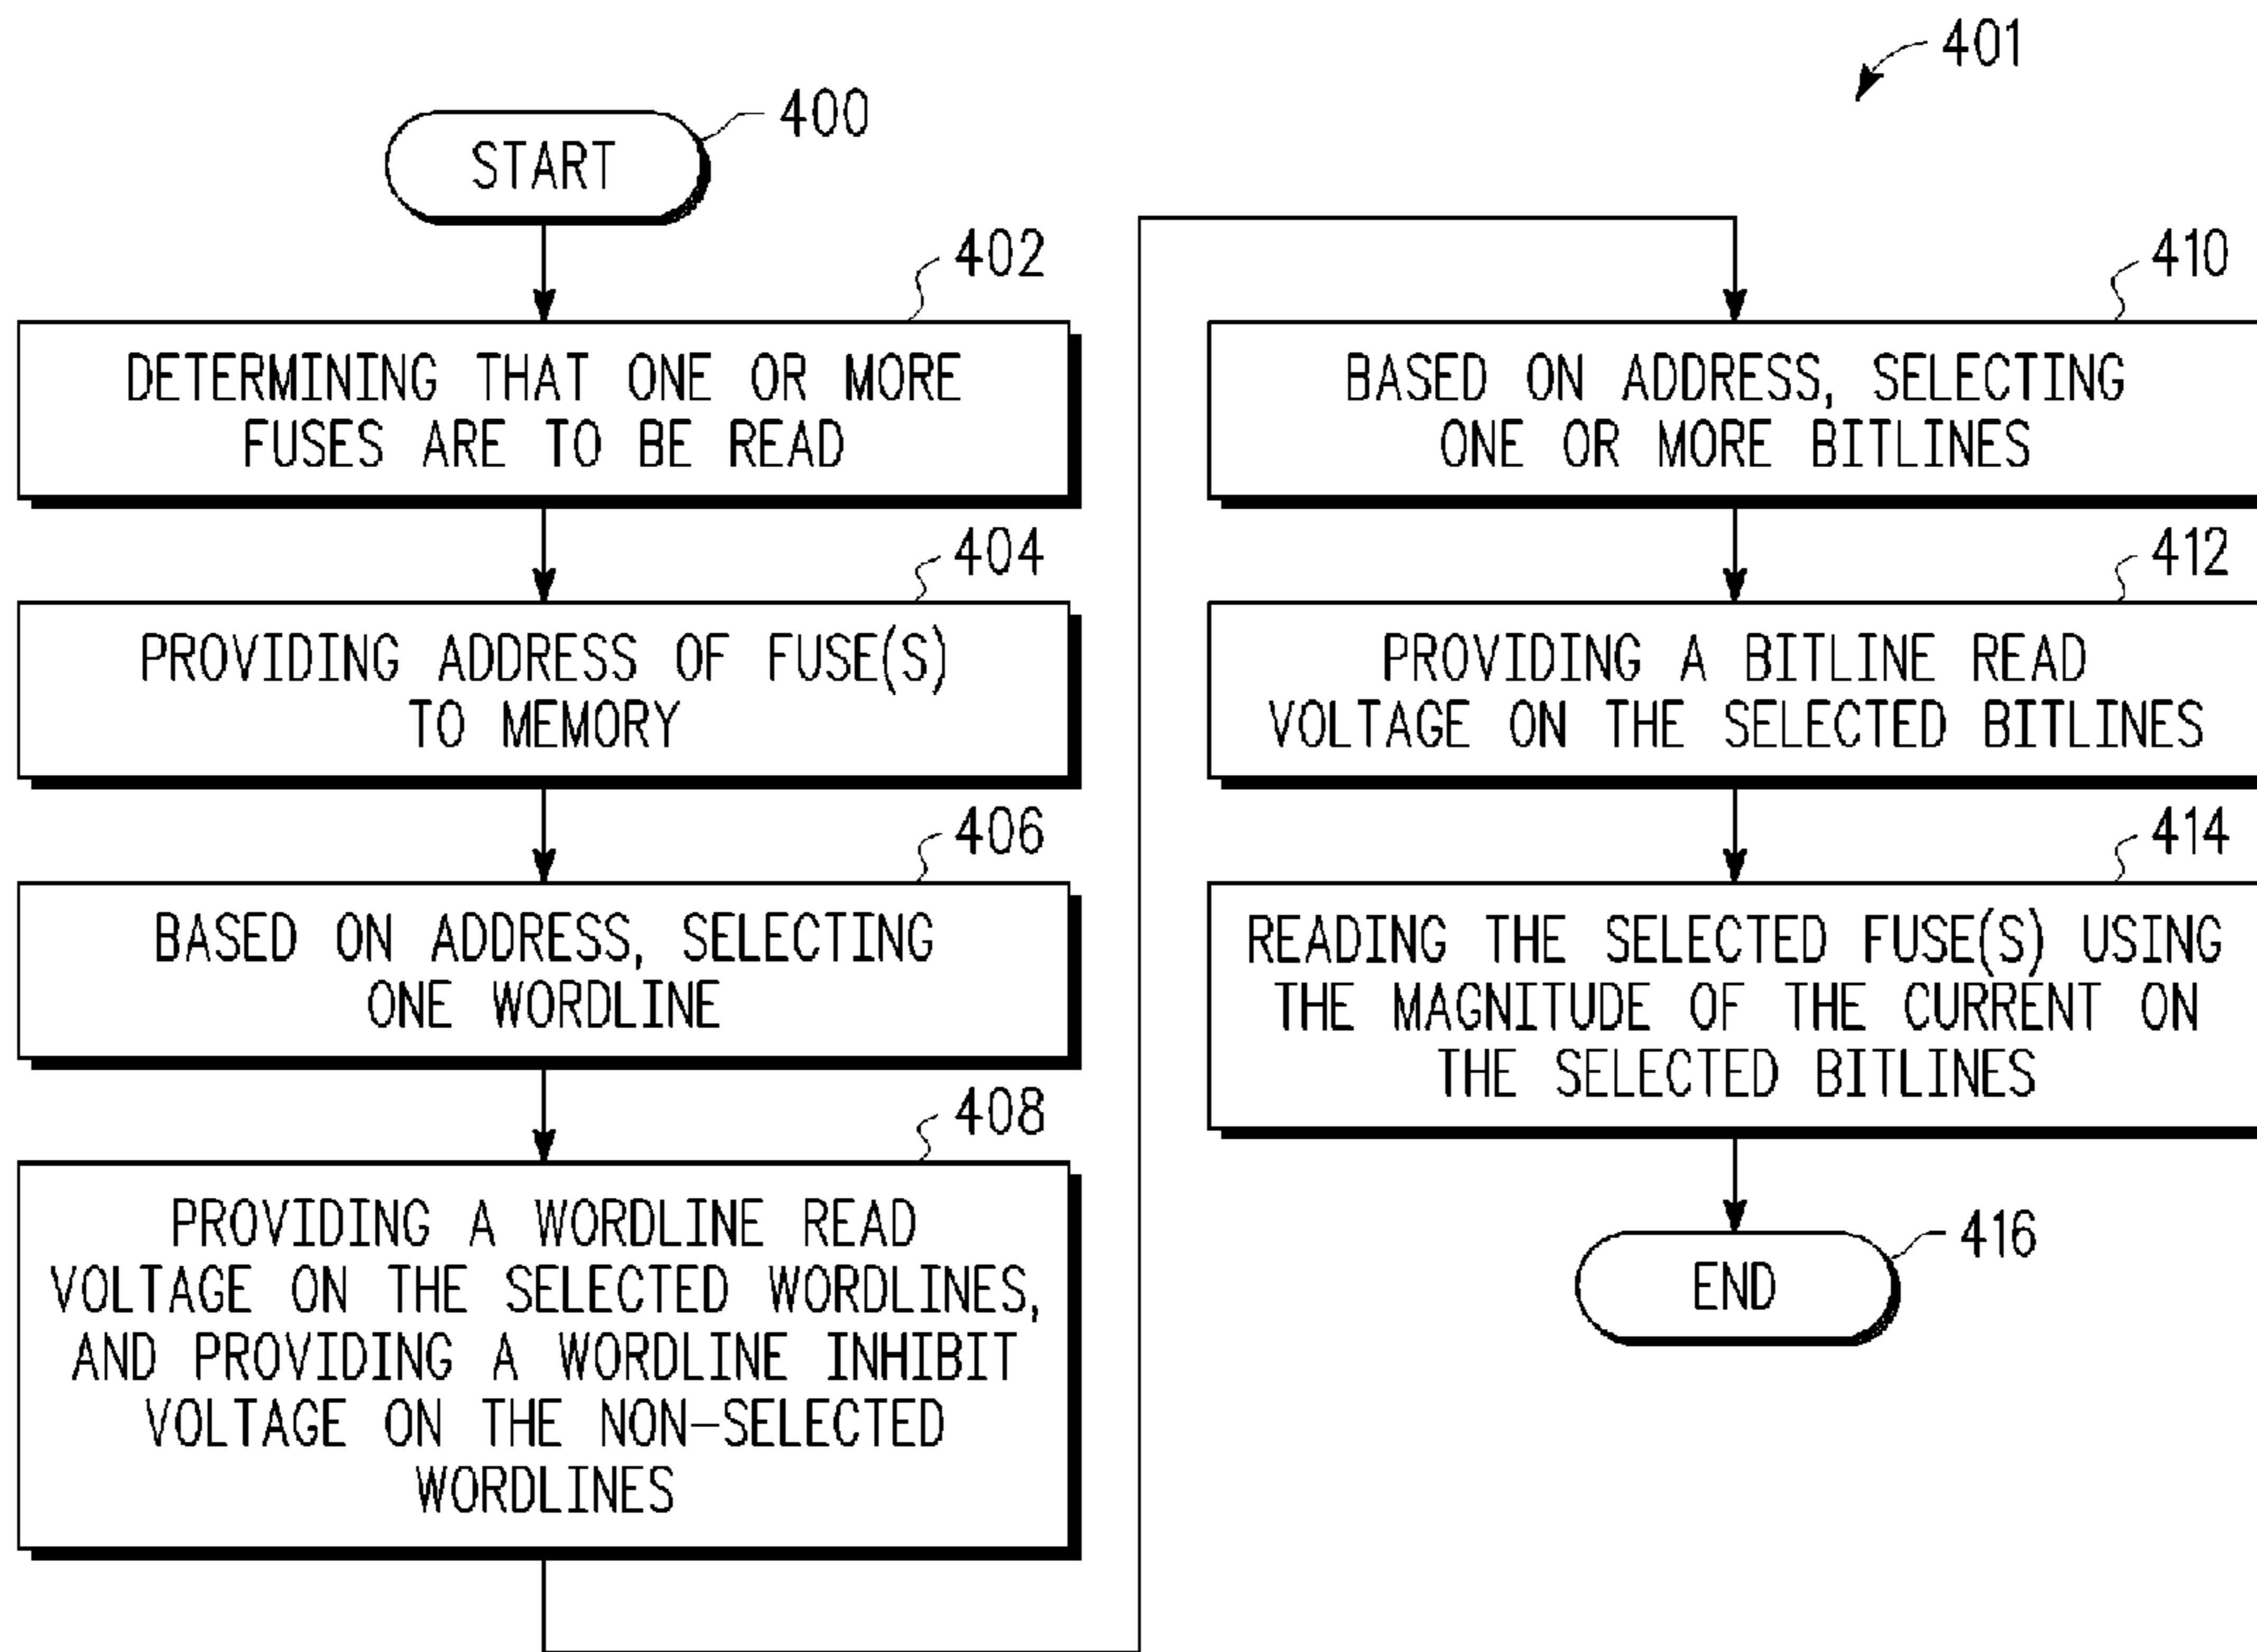 401
400
START
402
DETERMINING THAT ONE OR MORE
FUSES ARE TO BE READ
404
PROVIDING ADDRESS OF FUSE(S)
TO MEMORY
406
BASED ON ADDRESS, SELECTING
ONE WORDLINE
408
PROVIDING A WORDLINE READ
VOLTAGE ON THE SELECTED WORDLINES,
AND PROVIDING A WORDLINE INHIBIT
VOLTAGE ON THE NON-SELECTED
WORDLINES
410
BASED ON ADDRESS, SELECTING
ONE OR MORE BITLINES
412
PROVIDING A BITLINE READ
VOLTAGE ON THE SELECTED BITLINES
414
READING THE SELECTED FUSE(S) USING
THE MAGNITUDE OF THE CURRENT ON
THE SELECTED BITLINES
416
END